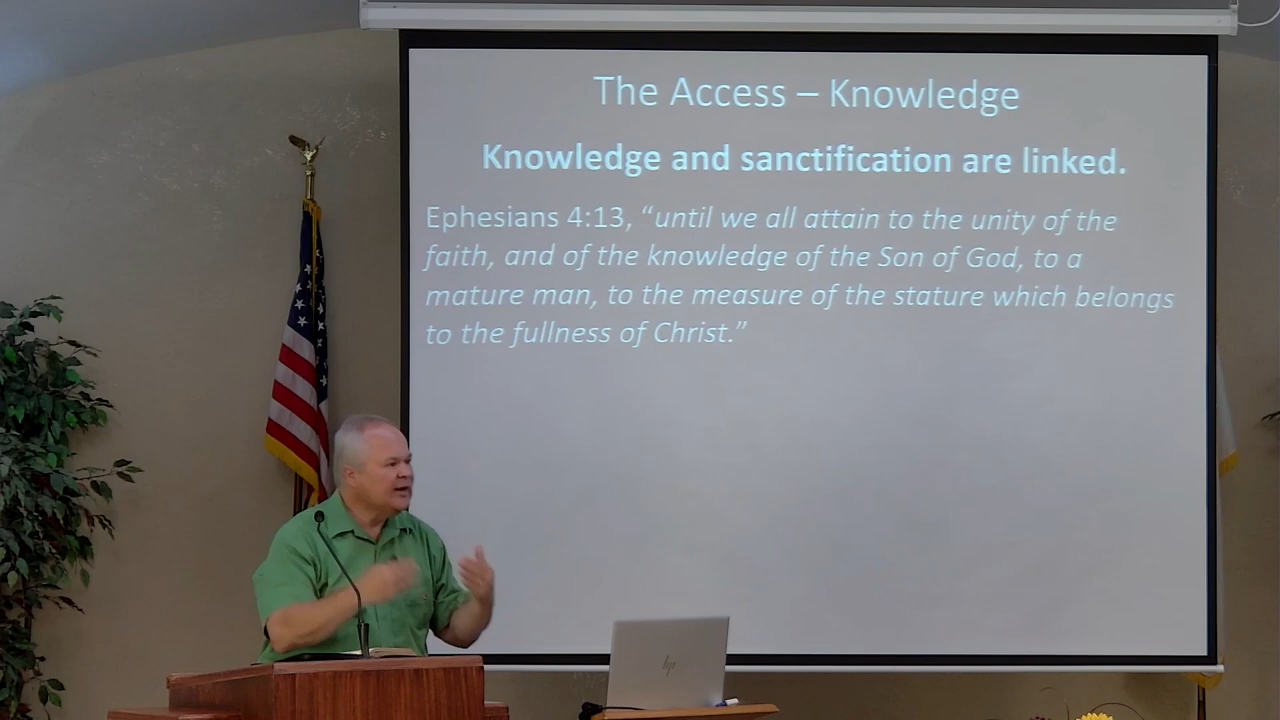 The Access – Knowledge
Knowledge and sanctification are linked.
Ephesians 4:13, “until we all attain to the unity of the
faith, and of the knowledge of the Son of God, to a
mature man, to the measure of the stature which belongs
to the fullness of Christ.”
hp